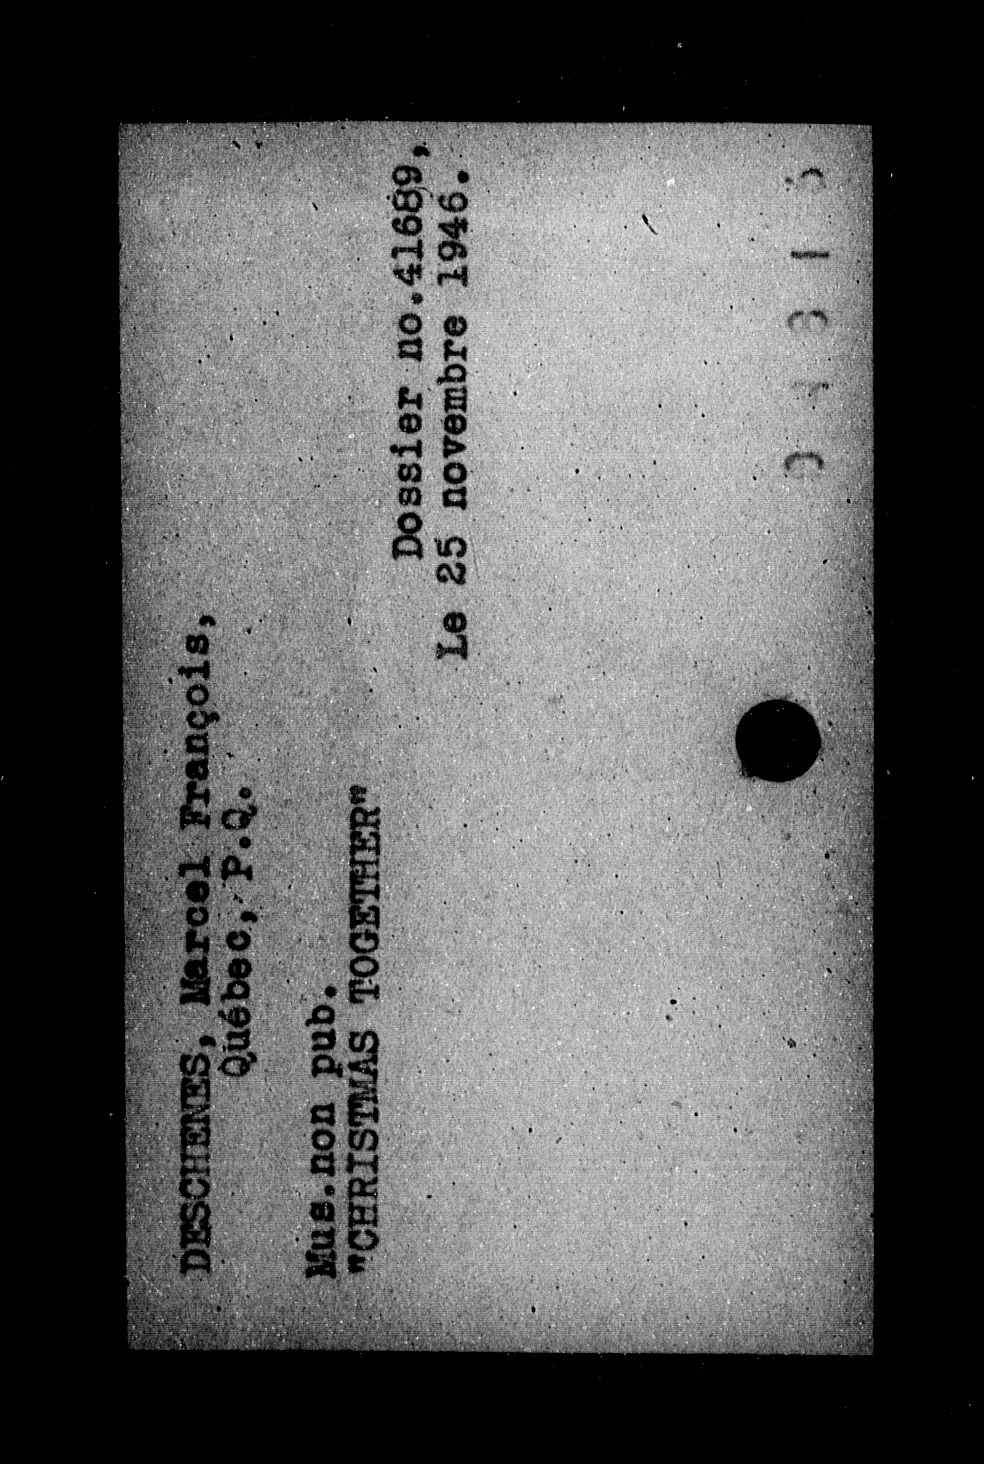 DESCHENES, Marcel François,
Québec, P.Q.
Mus.non pub.
"CHRISTMAS TOGETHER"
Dossier no.41689,
Le 25 novembre 1946.